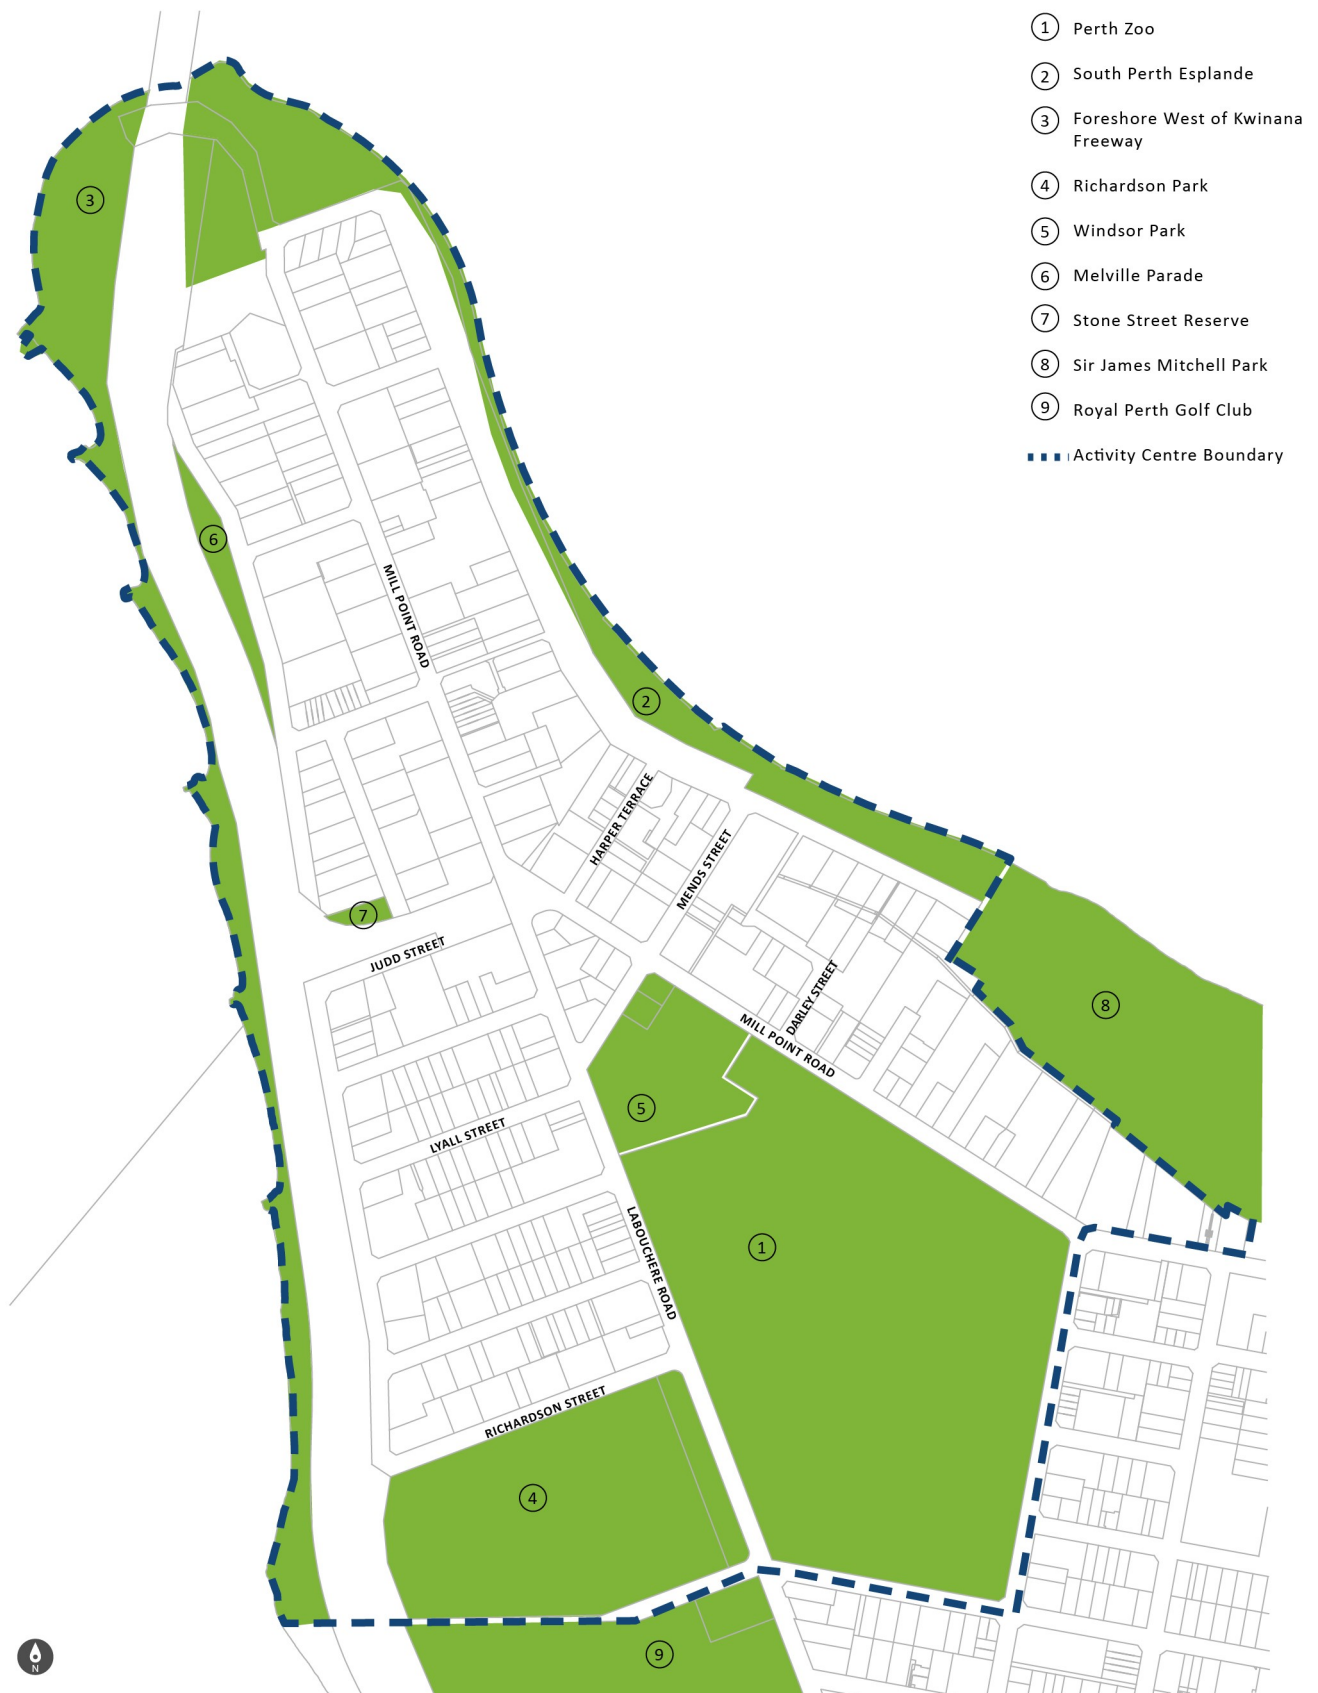 1 Perth Zoo
2 South Perth Esplande
3 Foreshore West of Kwinana
Freeway
4 Richardson Park
5 Windsor Park
6 Melville Parade
7 Stone Street Reserve
8 Sir James Mitchell Park
9 Royal Perth Golf Club
Activity Centre Boundary
3
6
MILL POINT ROAD
2
HARPER TERRACE
MENDS STREET
7
JUDD STREET
DARLEY STREET
8
MILL POINT ROAD
5
LYALL STREET
LABOUCHERE ROAD
1
RICHARDSON STREET
4
9
N